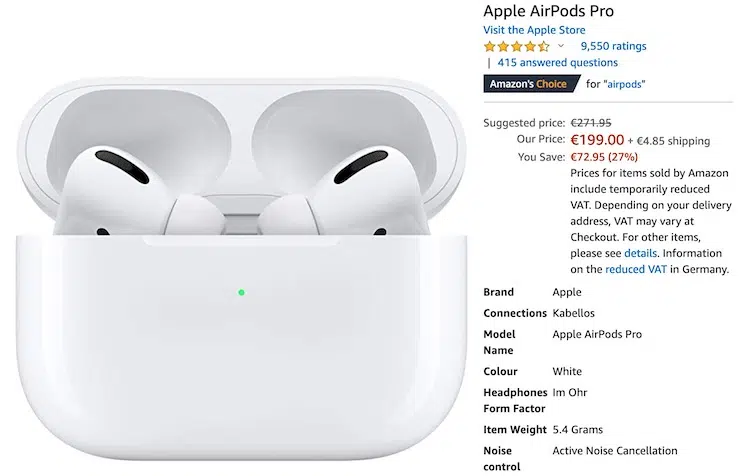 Apple AirPods Pro
Visit the Apple Store
9,550 ratings
| 415 answered questions
Amazon's Choice for "airpods"
Suggested price: €271.95
Our Price: €199.00 + €4.85 shipping
You Save: €72.95 (27%)
Prices for items sold by Amazon
include temporarily reduced
VAT. Depending on your delivery
address, VAT may vary at
Checkout. For other items,
please see details. Information
on the reduced VAT in Germany.
Brand Apple
Connections Kabellos
Model Apple AirPods Pro
Name
Colour White
Headphones Im Ohr
Form Factor
Item Weight 5.4 Grams
Noise Active Noise Cancellation
control